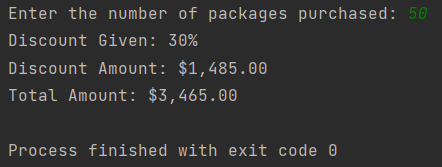 Enter the number of packages purchased: 50
Discount Given: 30%
Discount Amount: $1,485.00
Total Amount: $3,465.00
Process finished with exit code 0